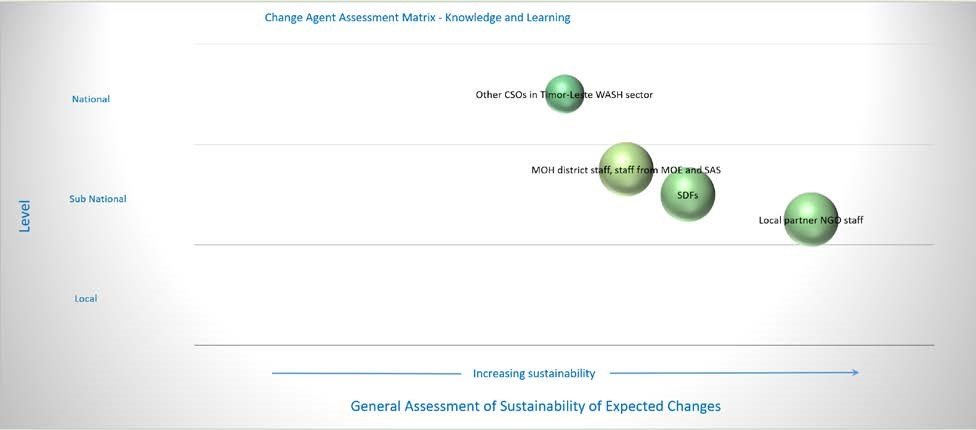 Change Agent Assessment Matrix - Knowledge and Learning
National
Other CSOs in Timor-Leste WASH sector
MOH district staff, staff from MOE and SAS
Sub National
SDFs
Local partner NGO staff
Level
Local
Increasing sustainability
General Assessment of Sustainability of Expected Changes